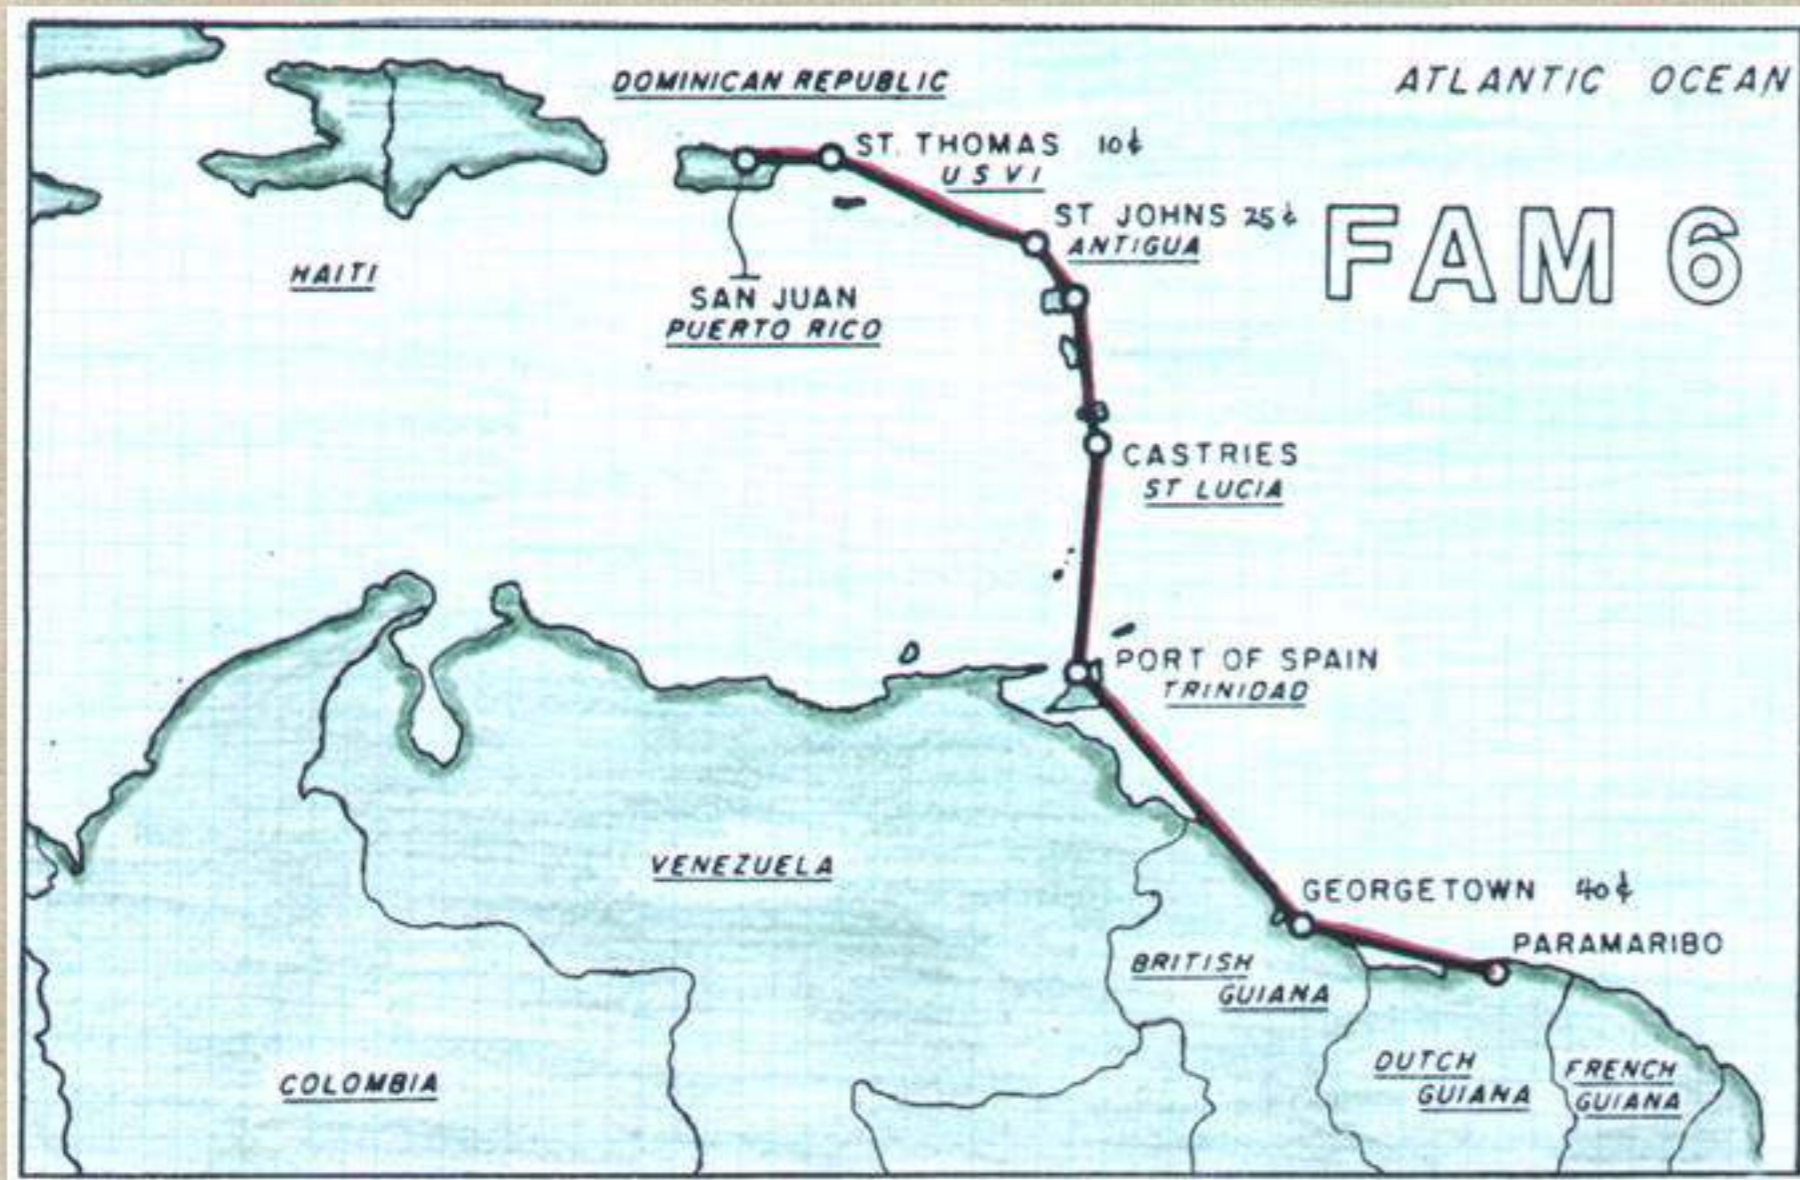 DOMINICAN REPUBLIC
ATLANTIC OCEAN
ST. THOMAS 10¢
USVI
ST JOHNS 25¢
ANTIGUA
FAM 6
HAITI
SAN JUAN
PUERTO RICO
CASTRIES
ST LUCIA
PORT OF SPAIN
TRINIDAD
VENEZUELA
GEORGETOWN 40¢
PARAMARIBO
BRITISH
GUIANA
COLOMBIA
DUTCH
GUIANA
FRENCH
GUIANA